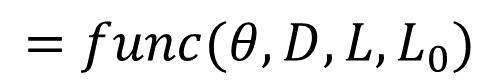 = func(θ, D, L, L₀)